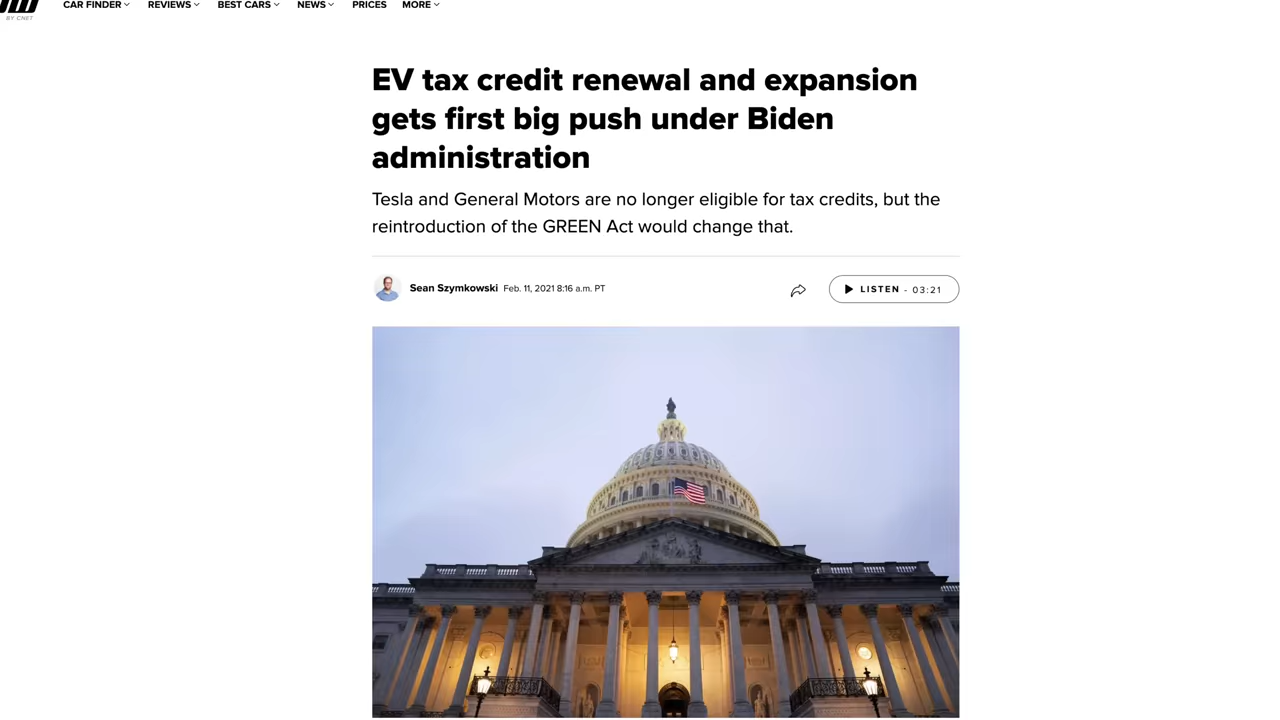 BY CNET
CAR FINDER REVIEWS BEST CARS NEWS PRICES MORE
EV tax credit renewal and expansion
gets first big push under Biden
administration
Tesla and General Motors are no longer eligible for tax credits, but the
reintroduction of the GREEN Act would change that.
Sean Szymkowski Feb. 11, 2021 8:16 a.m. PT
LISTEN - 03:21